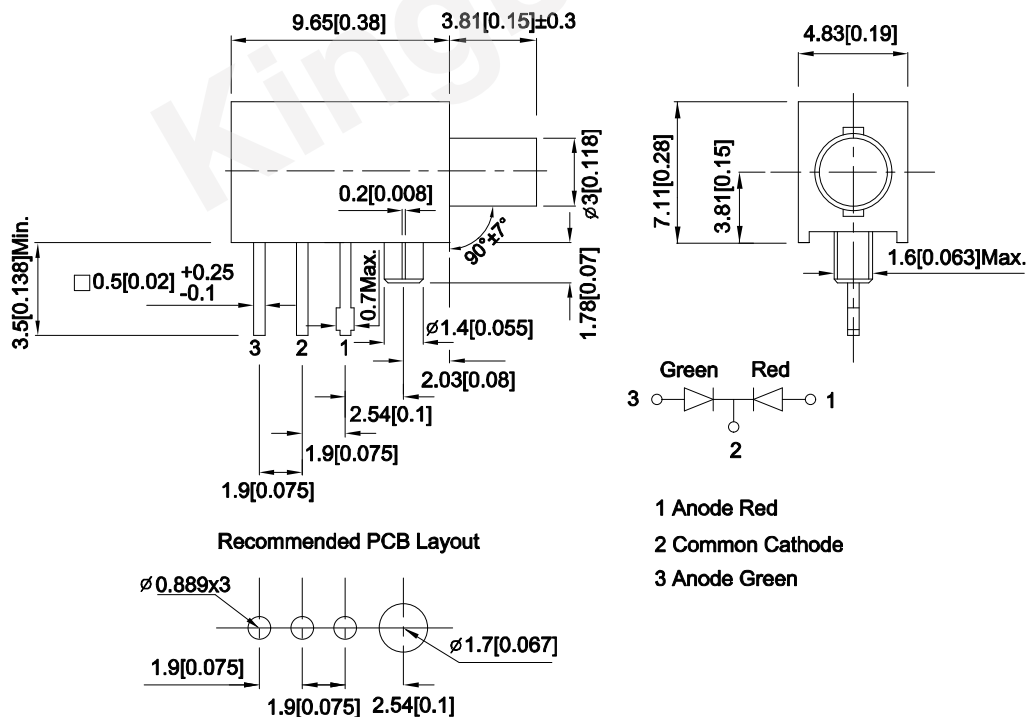 9.65[0.38]
3.81[0.15]±0.3
4.83[0.19]
King
0.2[0.008]
ø3[0.118]
7.11[0.28]
3.81[0.15]
90°±7°
3.5[0.138]Min.
□0.5[0.02] +0.25
-0.1
0.7Max.
1.78[0.07]
1.6[0.063]Max.
ø1.4[0.055]
3 2 1
2.03[0.08]
2.54[0.1]
1.9[0.075]
1.9[0.075]
Green Red
3 1
2
1 Anode Red
2 Common Cathode
3 Anode Green
Recommended PCB Layout
ø0.889x3
ø1.7[0.067]
1.9[0.075]
1.9[0.075]
2.54[0.1]